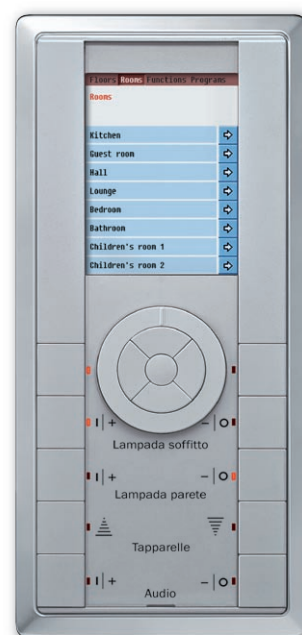 Floors Rooms Functions Programs
Rooms
Kitchen
Guest room
Hall
Lounge
Bedroom
Bathroom
Children's room 1
Children's room 2
I|+ -|O
Lampada soffitto
I|+ -|O
Lampada parete
Tapparelle
I|+ -|O
Audio